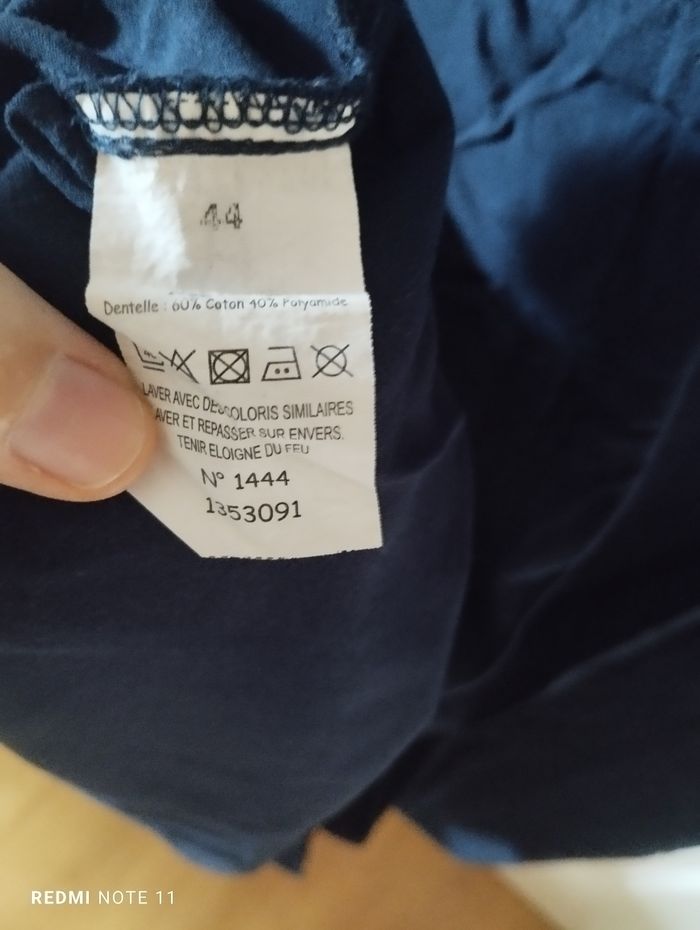 44
Dentelle : 60% Coton 40% Polyamide
LAVER AVEC DES COLORIS SIMILAIRES
LAVER ET REPASSER SUR ENVERS.
TENIR ELOIGNE DU FEU
N° 1444
1353091
REDMI NOTE 11